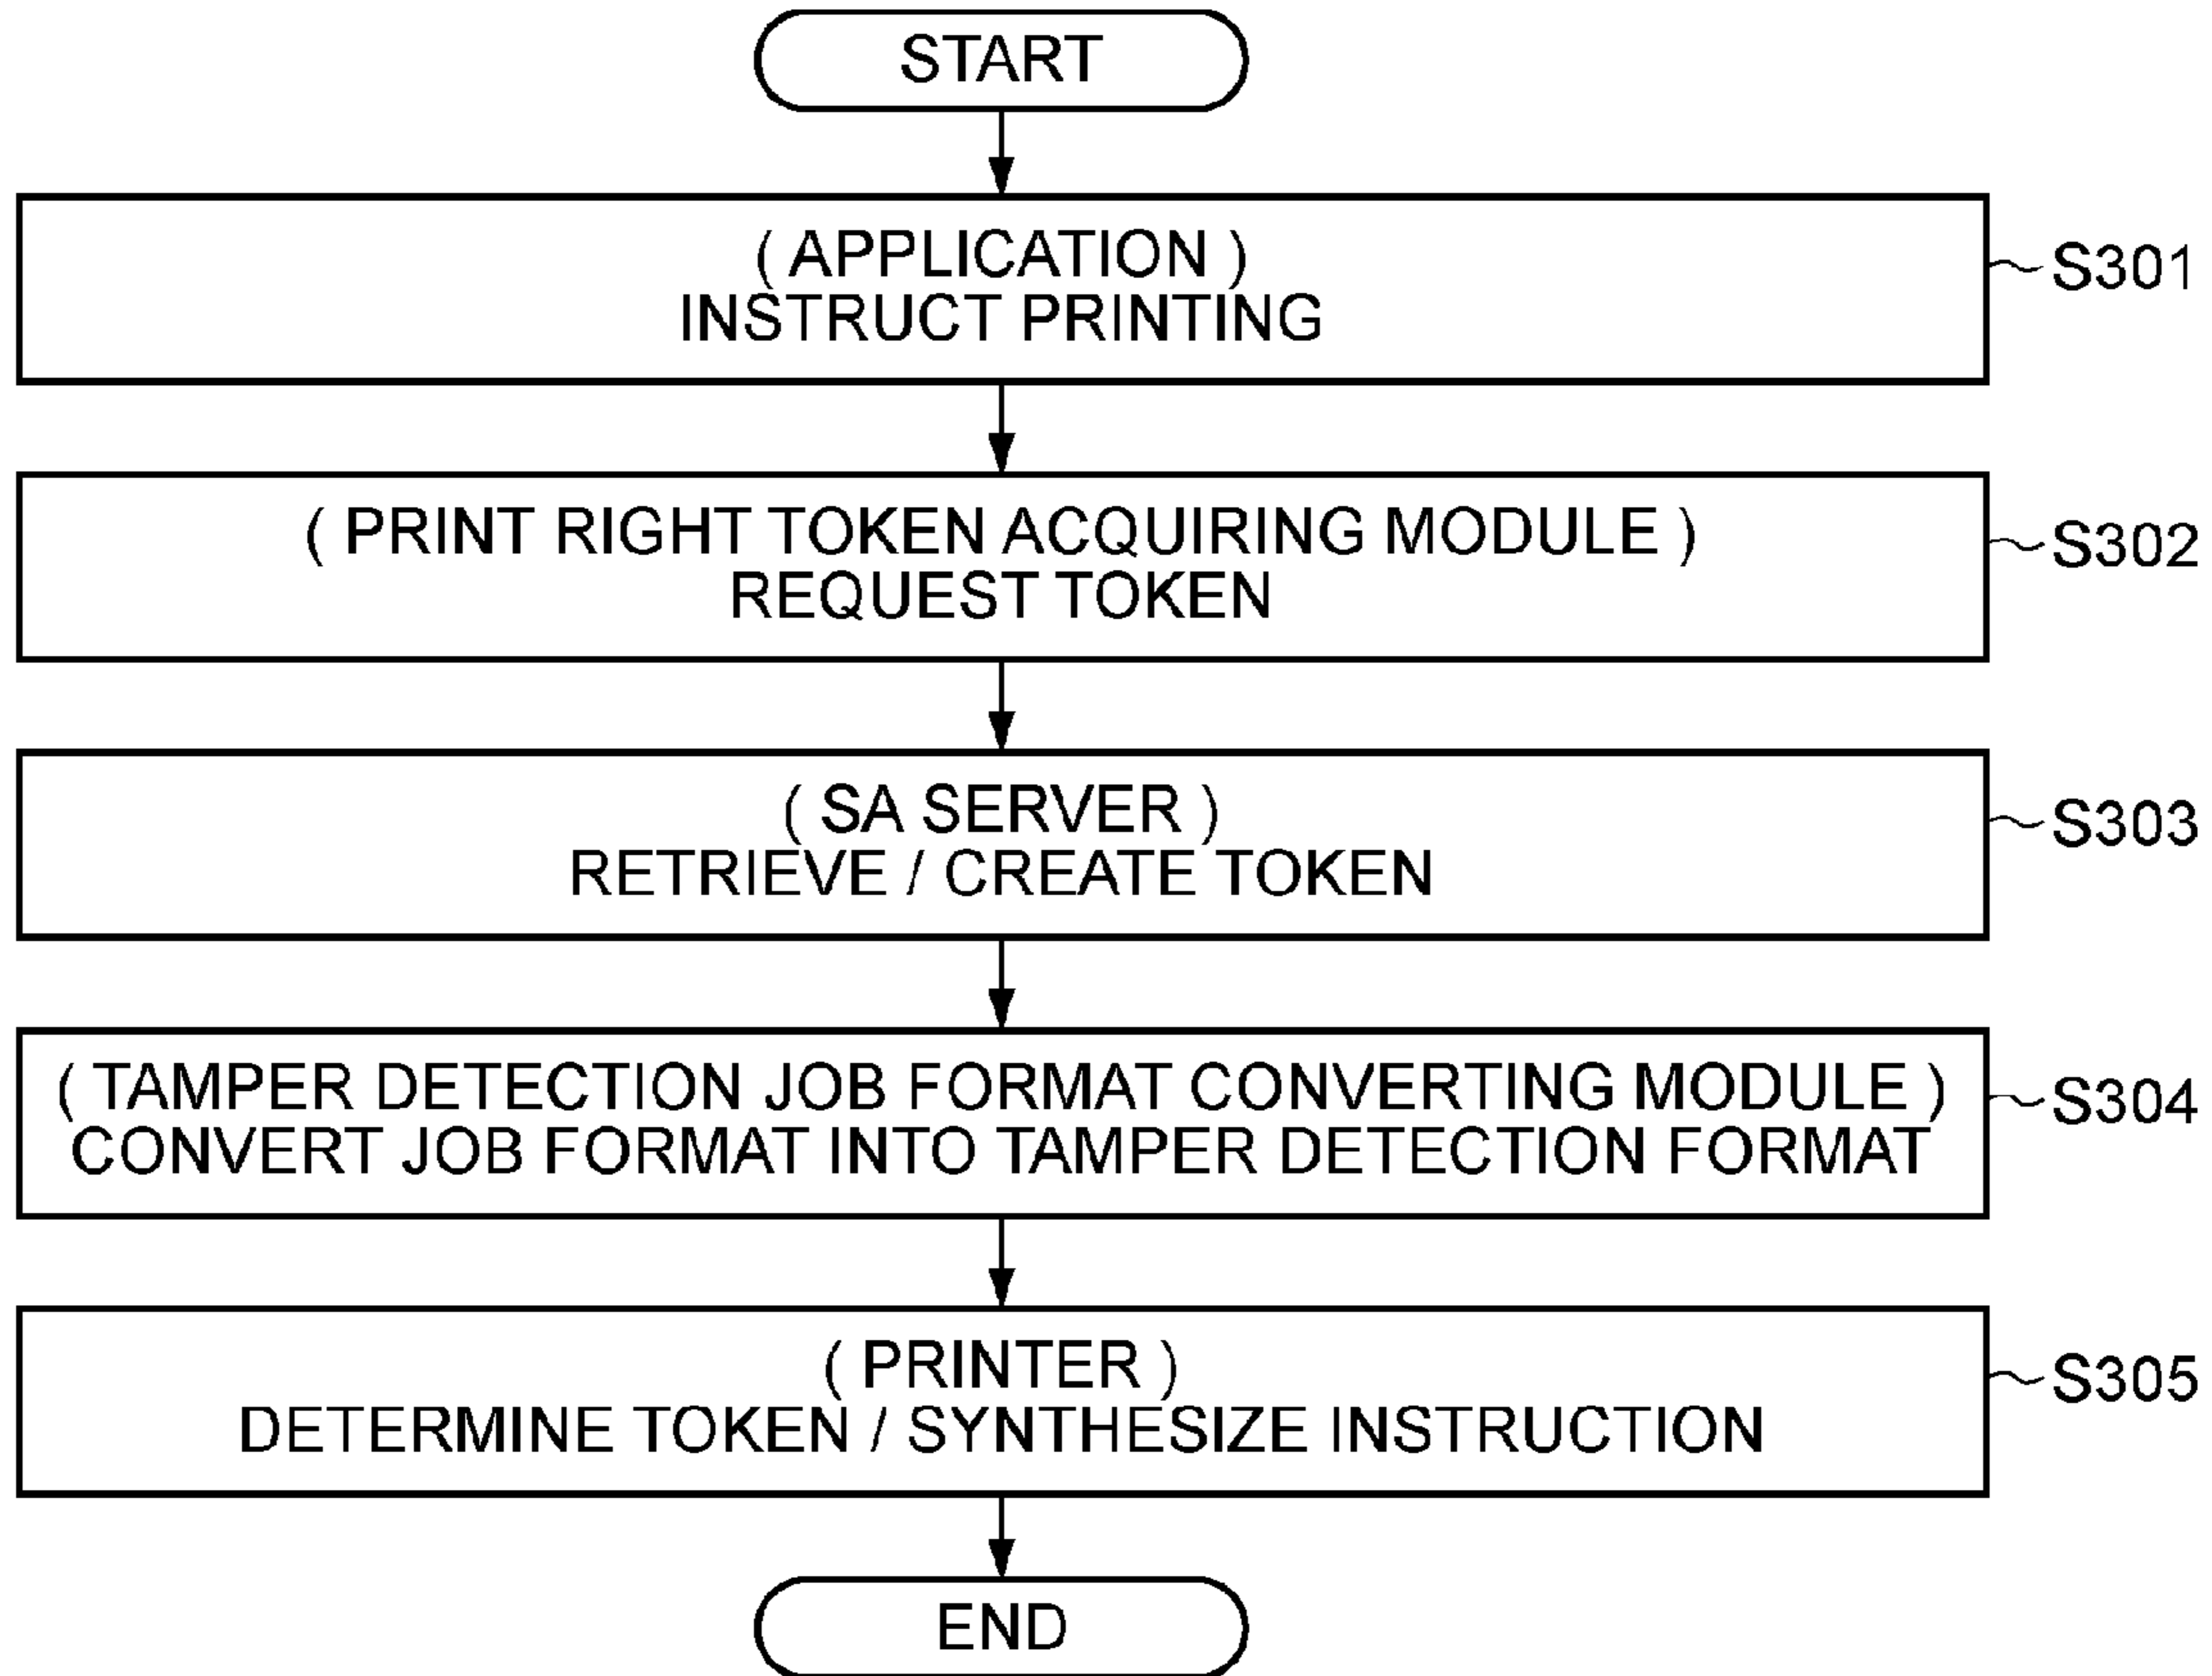 START
( APPLICATION )
INSTRUCT PRINTING
S301
( PRINT RIGHT TOKEN ACQUIRING MODULE )
REQUEST TOKEN
S302
( SA SERVER )
RETRIEVE / CREATE TOKEN
S303
( TAMPER DETECTION JOB FORMAT CONVERTING MODULE )
CONVERT JOB FORMAT INTO TAMPER DETECTION FORMAT
S304
( PRINTER )
DETERMINE TOKEN / SYNTHESIZE INSTRUCTION
S305
END